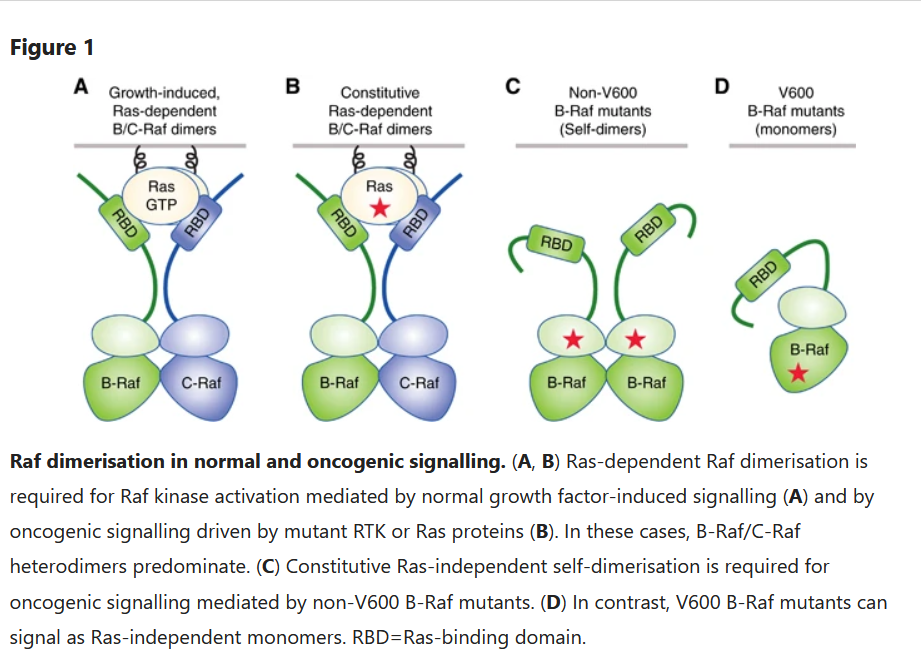 Figure 1
A
Growth-induced,
Ras-dependent
B/C-Raf dimers
Ras
GTP
RBD
RBD
B-Raf
C-Raf
B
Constitutive
Ras-dependent
B/C-Raf dimers
Ras
RBD
RBD
B-Raf
C-Raf
C
Non-V600
B-Raf mutants
(Self-dimers)
RBD
RBD
B-Raf
B-Raf
D
V600
B-Raf mutants
(monomers)
RBD
B-Raf
Raf dimerisation in normal and oncogenic signalling. (A, B) Ras-dependent Raf dimerisation is
required for Raf kinase activation mediated by normal growth factor-induced signalling (A) and by
oncogenic signalling driven by mutant RTK or Ras proteins (B). In these cases, B-Raf/C-Raf
heterodimers predominate. (C) Constitutive Ras-independent self-dimerisation is required for
oncogenic signalling mediated by non-V600 B-Raf mutants. (D) In contrast, V600 B-Raf mutants can
signal as Ras-independent monomers. RBD=Ras-binding domain.